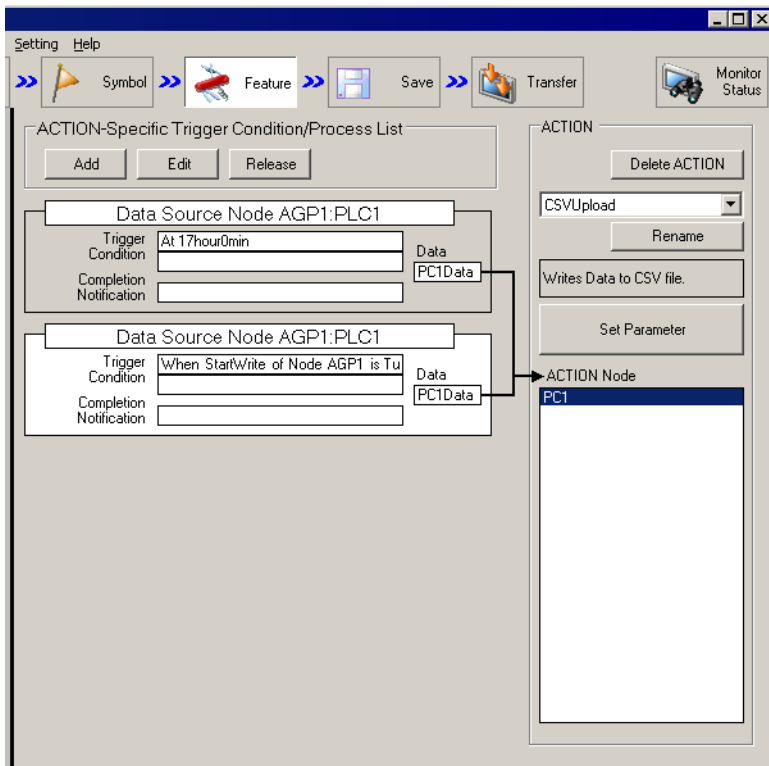 Setting Help
Symbol
Feature
Save
Transfer
Monitor
Status
ACTION-Specific Trigger Condition/Process List
Add Edit Release
Data Source Node AGP1:PLC1
Trigger
Condition
At 17hour0min
Data
PC1Data
Completion
Notification
Data Source Node AGP1:PLC1
Trigger
Condition
When StartWrite of Node AGP1 is Tu
Data
PC1Data
Completion
Notification
ACTION
Delete ACTION
CSVUpload
Rename
Writes Data to CSV file.
Set Parameter
ACTION Node
PC1